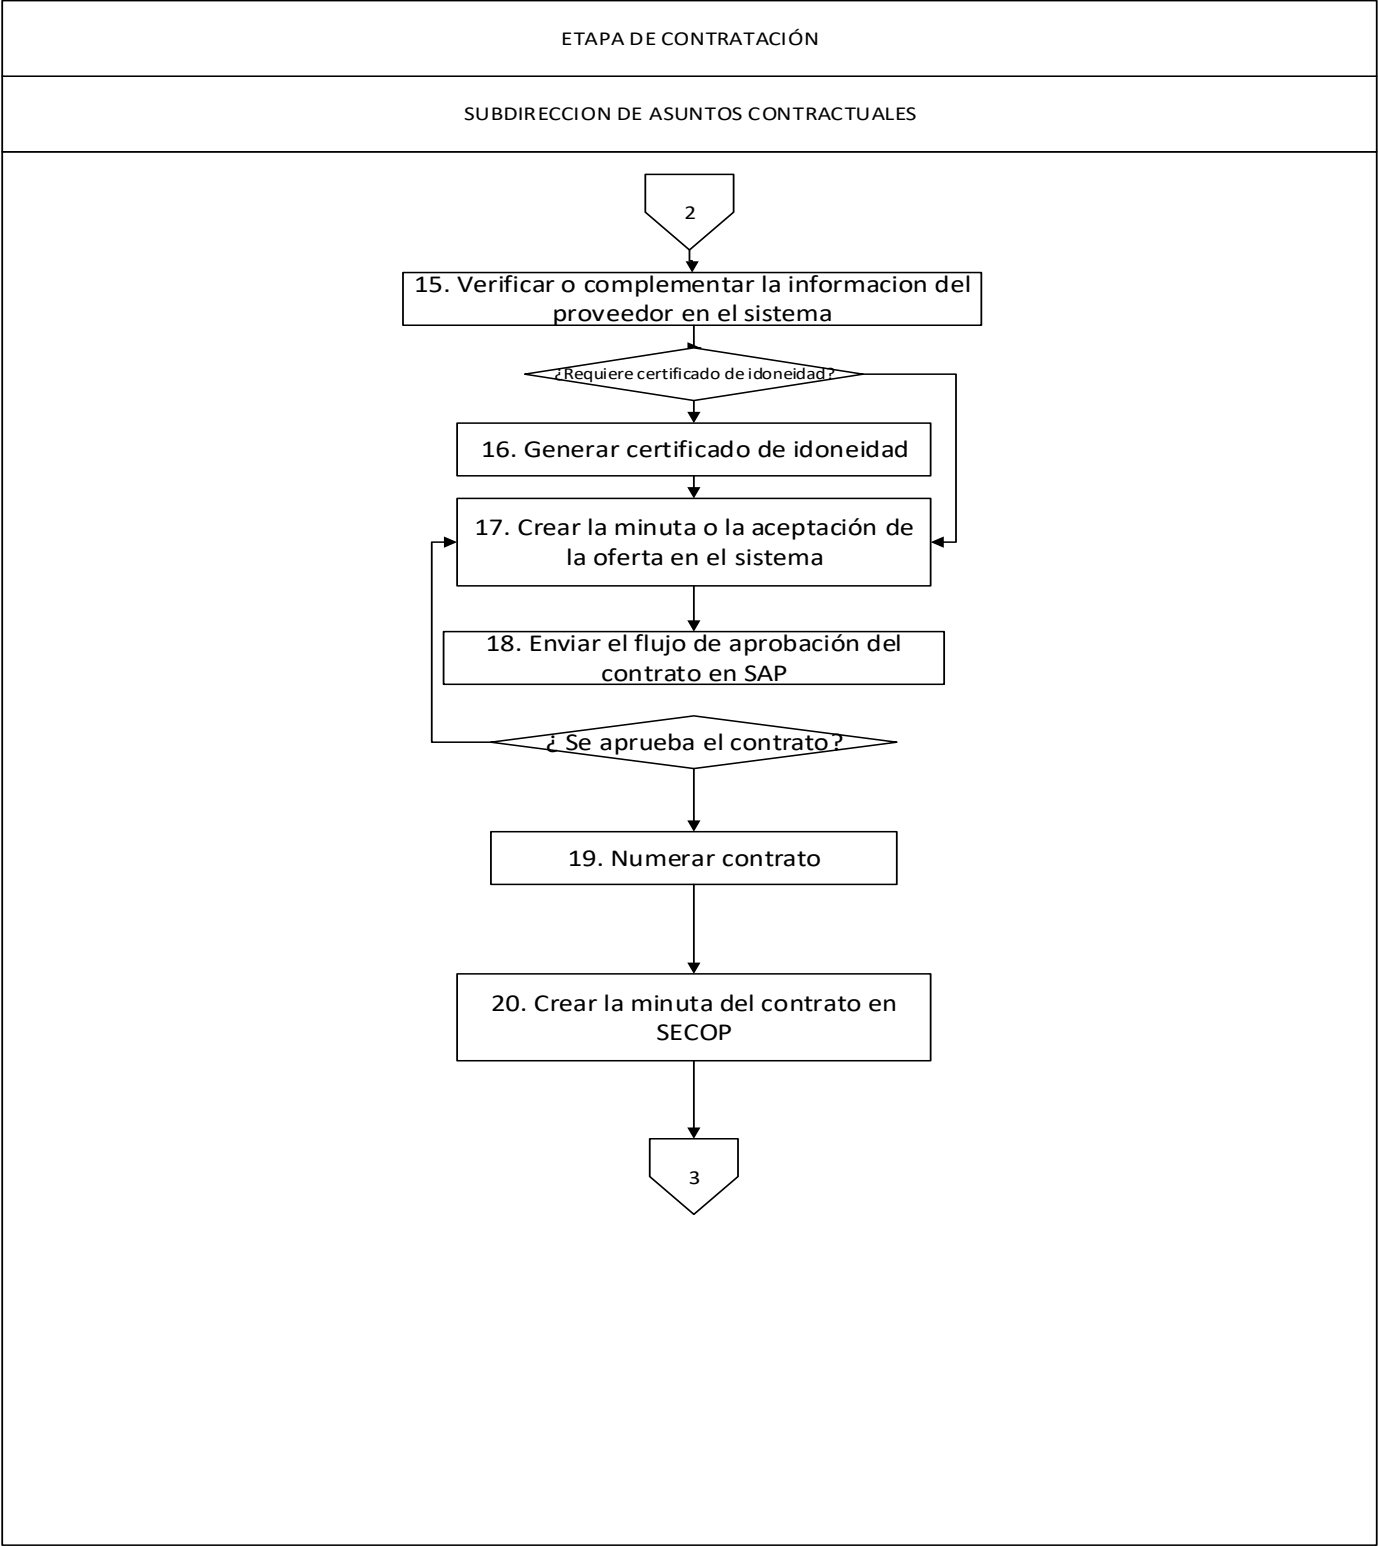 ETAPA DE CONTRATACIÓN
SUBDIRECCION DE ASUNTOS CONTRACTUALES
2
15. Verificar o complementar la informacion del
proveedor en el sistema
¿Requiere certificado de idoneidad?
16. Generar certificado de idoneidad
17. Crear la minuta o la aceptación de
la oferta en el sistema
18. Enviar el flujo de aprobación del
contrato en SAP
¿ Se aprueba el contrato?
19. Numerar contrato
20. Crear la minuta del contrato en
SECOP
3